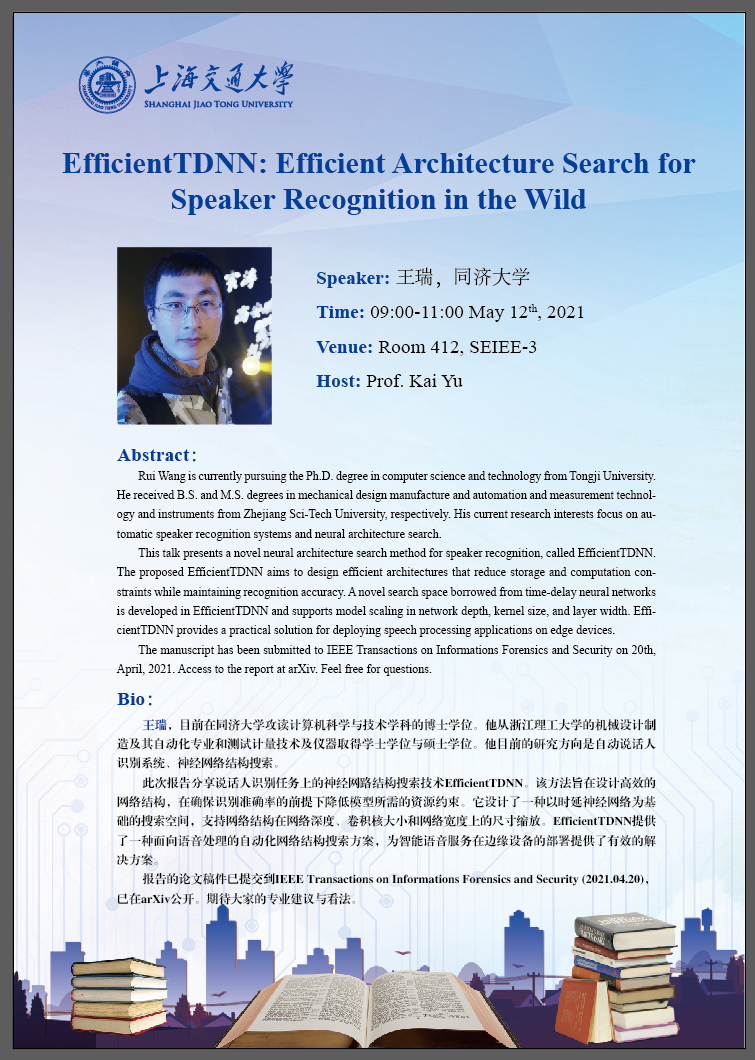 上海交通大学
SHANGHAI JIAO TONG UNIVERSITY
EfficientTDNN: Efficient Architecture Search for
Speaker Recognition in the Wild
Speaker: 王瑞，同济大学
Time: 09:00-11:00 May 12th, 2021
Venue: Room 412, SEIEE-3
Host: Prof. Kai Yu
Abstract：
Rui Wang is currently pursuing the Ph.D. degree in computer science and technology from Tongji University.
He received B.S. and M.S. degrees in mechanical design manufacture and automation and measurement technol-
ogy and instruments from Zhejiang Sci-Tech University, respectively. His current research interests focus on au-
tomatic speaker recognition systems and neural architecture search.
This talk presents a novel neural architecture search method for speaker recognition, called EfficientTDNN.
The proposed EfficientTDNN aims to design efficient architectures that reduce storage and computation con-
straints while maintaining recognition accuracy. A novel search space borrowed from time-delay neural networks
is developed in EfficientTDNN and supports model scaling in network depth, kernel size, and layer width. Effi-
cientTDNN provides a practical solution for deploying speech processing applications on edge devices.
The manuscript has been submitted to IEEE Transactions on Informations Forensics and Security on 20th,
April, 2021. Access to the report at arXiv. Feel free for questions.
Bio：
王瑞，目前在同济大学攻读计算机科学与技术学科的博士学位。他从浙江理工大学的机械设计制
造及其自动化专业和测试计量技术及仪器取得学士学位与硕士学位。他目前的研究方向是自动说话人
识别系统、神经网络结构搜索。
此次报告分享说话人识别任务上的神经网路结构搜索技术EfficientTDNN。该方法旨在设计高效的
网络结构，在确保识别准确率的前提下降低模型所需的资源约束。它设计了一种以时延神经网络为基
础的搜索空间，支持网络结构在网络深度、卷积核大小和网络宽度上的尺寸缩放。EfficientTDNN提供
了一种面向语音处理的自动化网络结构搜索方案，为智能语音服务在边缘设备的部署提供了有效的解
决方案。
报告的论文稿件已提交到IEEE Transactions on Informations Forensics and Security (2021.04.20)，
已在arXiv公开。期待大家的专业建议与看法。
DICTIONARY